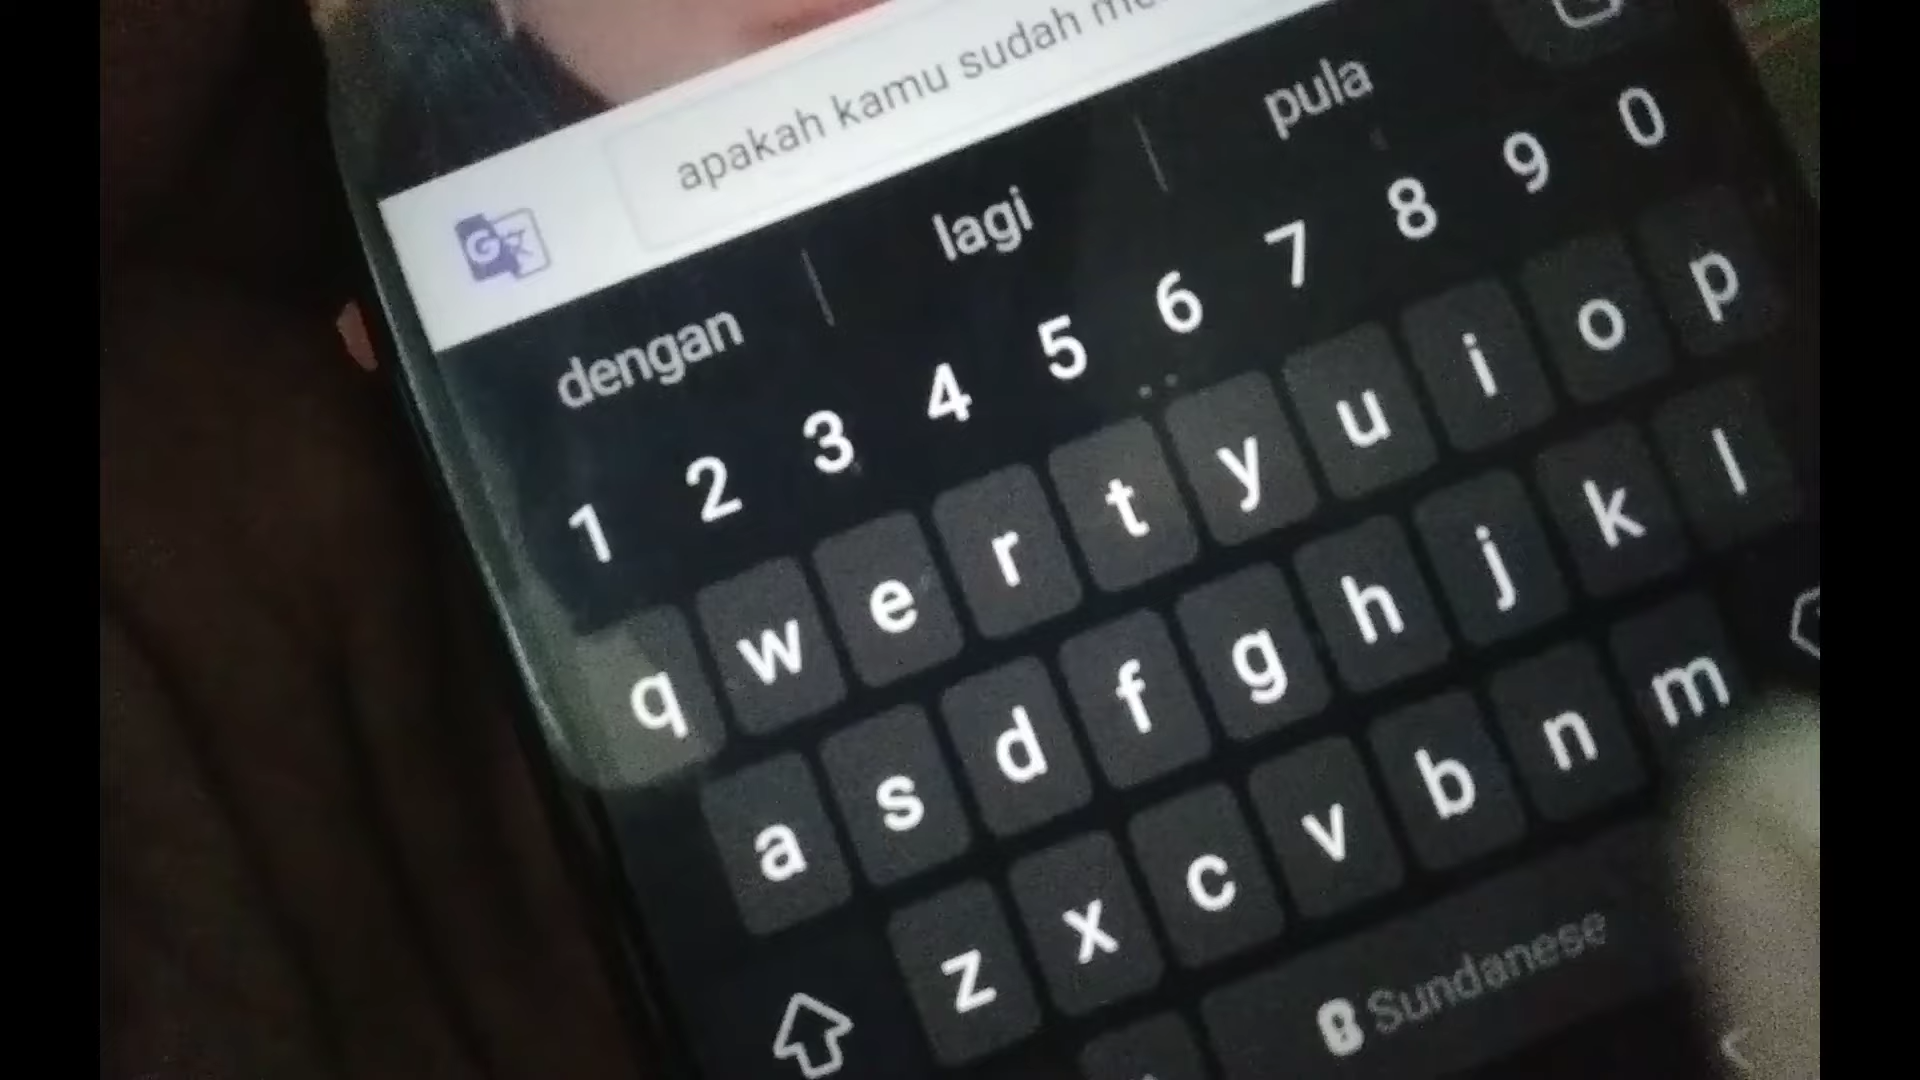 apakah kamu sudah
dengan lagi pula
1 2 3 4 5 6 7 8 9 0
q w e r t y u i o p
a s d f g h j k l
z x c v b n m
Sundanese